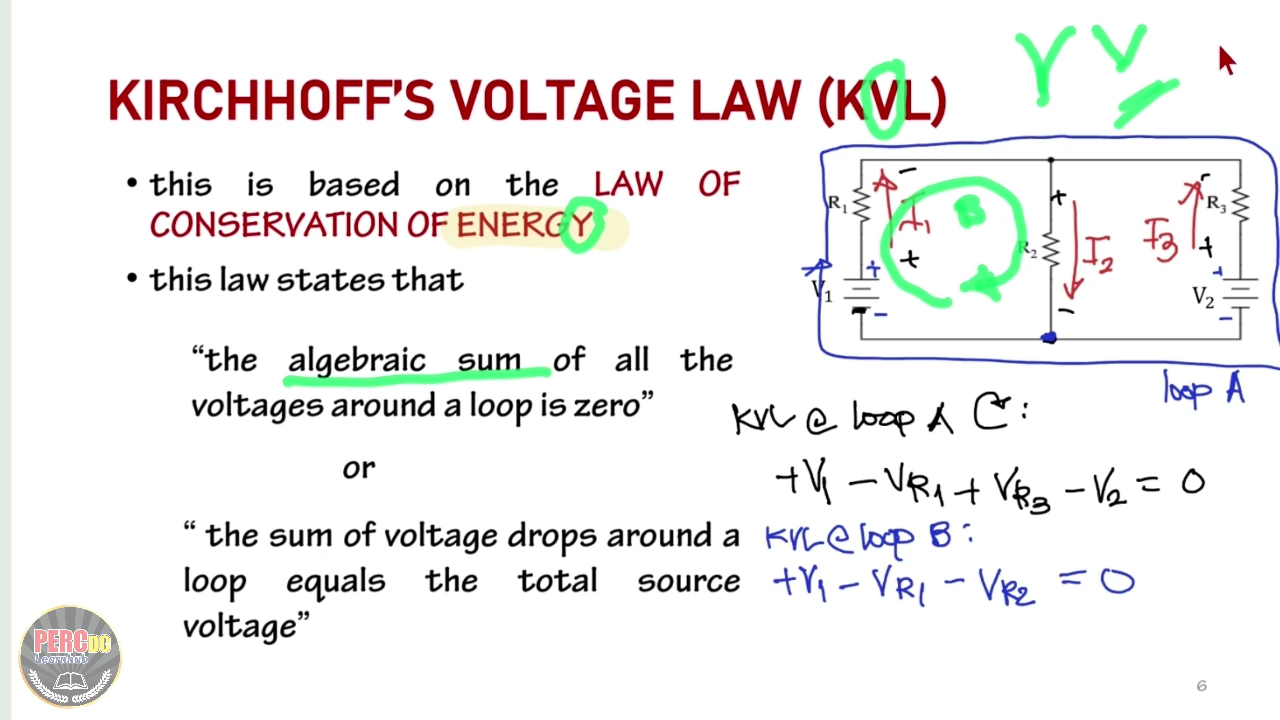 Y V
KIRCHHOFF'S VOLTAGE LAW (KVL)
• this is based on the LAW OF
CONSERVATION OF ENERGY
• this law states that
"the algebraic sum of all the
voltages around a loop is zero"
or
" the sum of voltage drops around a
loop equals the total source
voltage"
R1 - I1 + B + R2 I2 - I3 - R3 +
V1 + - V2 + -
loop A
KVL @ loop A :
+V1 - VR1 + VR3 - V2 = 0
KVL @ loop B :
+V1 - VR1 - VR2 = 0
PERCDO
Learnhub
6